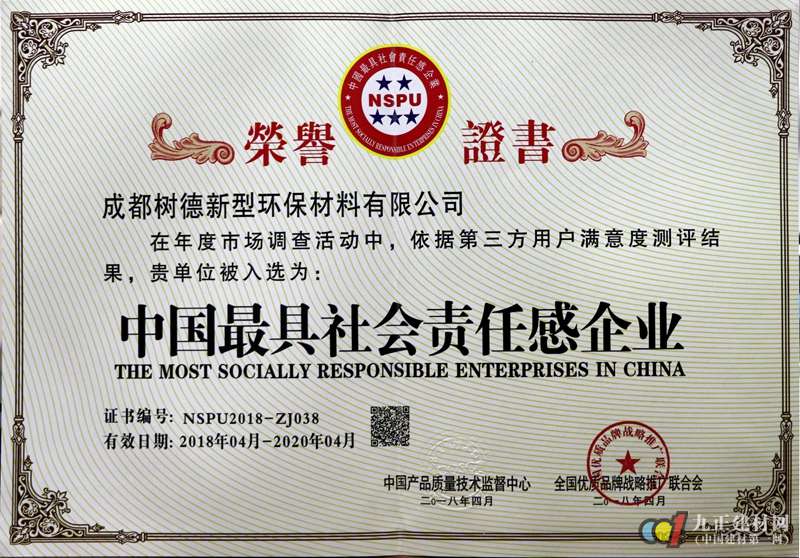 中國最具社會責任感企業
NSPU
THE MOST SOCIALLY RESPONSIBLE ENTERPRISES IN CHINA
榮譽 證書
成都树德新型环保材料有限公司
在年度市场调查活动中，依据第三方用户满意度测评结
果，贵单位被入选为：
中国最具社会责任感企业
THE MOST SOCIALLY RESPONSIBLE ENTERPRISES IN CHINA
证书编号: NSPU2018-ZJ038
有效日期: 2018年04月-2020年04月
中国产品质量技术监督中心 全国优质品牌战略推广联合会
二○一八年四月 二○一八年四月
九正建材网
(中国建材第一网)